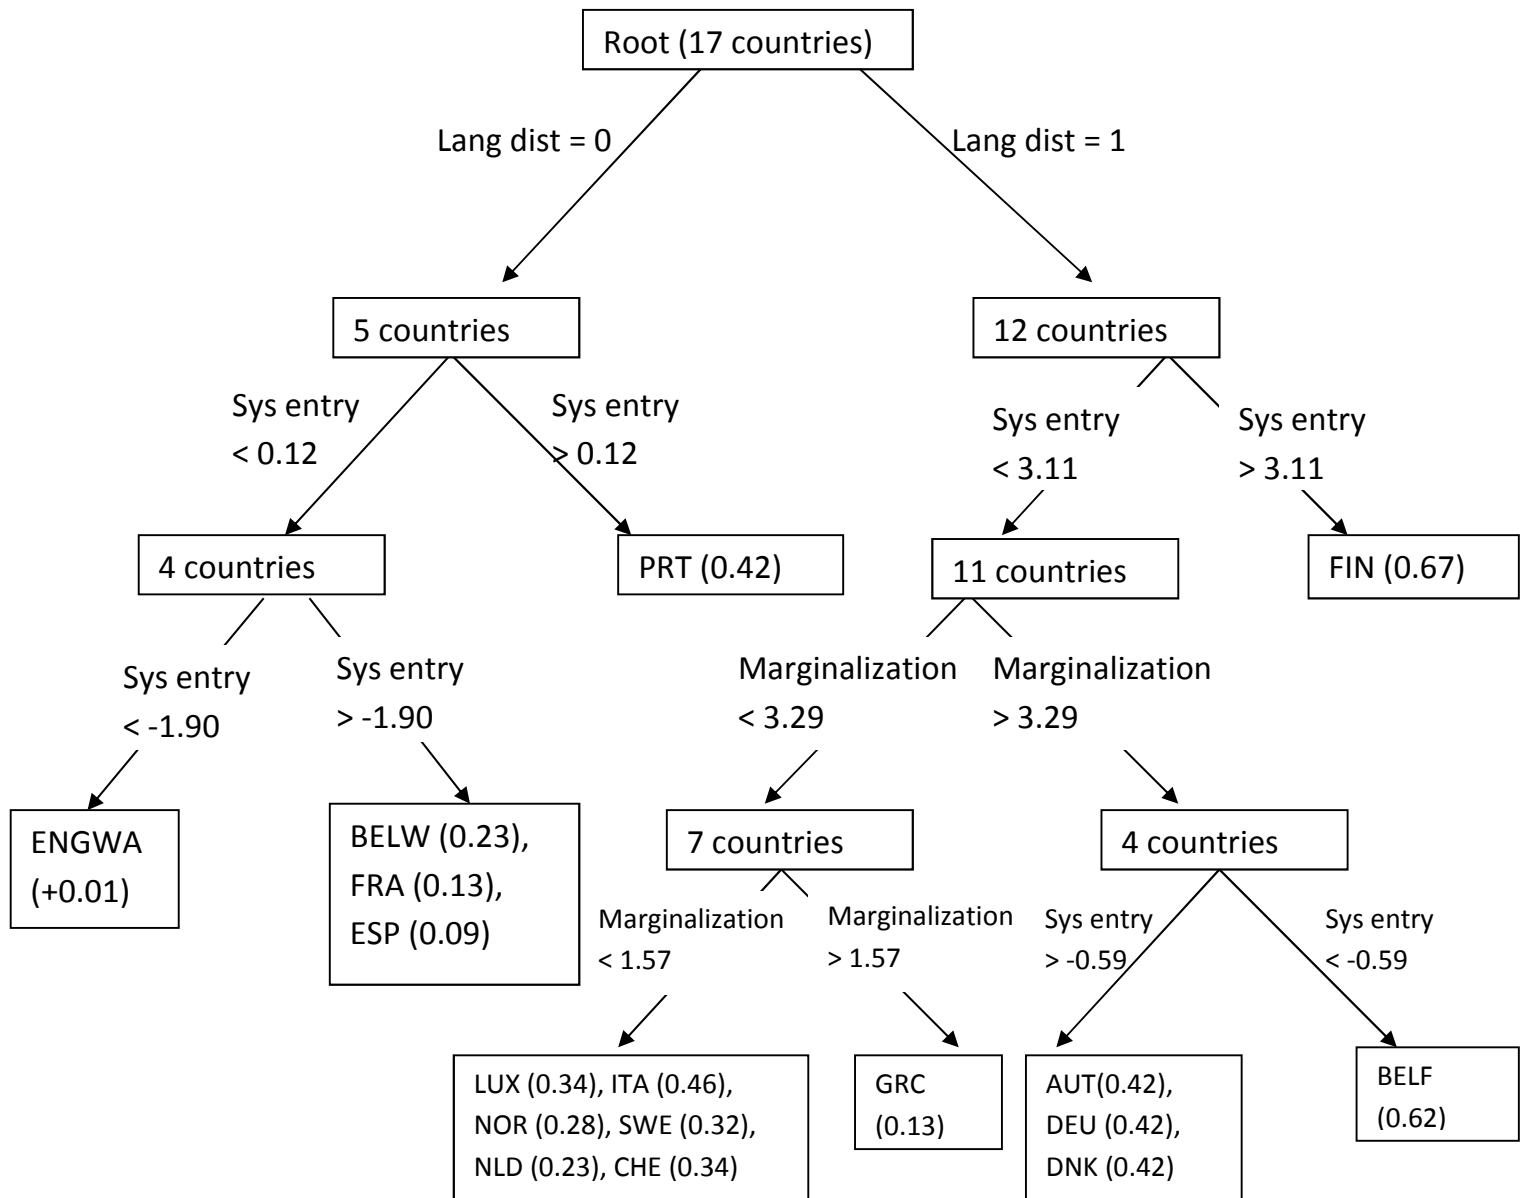 Root (17 countries)
Lang dist = 0
Lang dist = 1
5 countries
12 countries
Sys entry
< 0.12
Sys entry
> 0.12
Sys entry
< 3.11
Sys entry
> 3.11
4 countries
PRT (0.42)
11 countries
FIN (0.67)
Sys entry
< -1.90
Sys entry
> -1.90
Marginalization
< 3.29
Marginalization
> 3.29
ENGWA
(+0.01)
BELW (0.23),
FRA (0.13),
ESP (0.09)
7 countries
4 countries
Marginalization
< 1.57
Marginalization
> 1.57
Sys entry
> -0.59
Sys entry
< -0.59
LUX (0.34), ITA (0.46),
NOR (0.28), SWE (0.32),
NLD (0.23), CHE (0.34)
GRC
(0.13)
AUT(0.42),
DEU (0.42),
DNK (0.42)
BELF
(0.62)